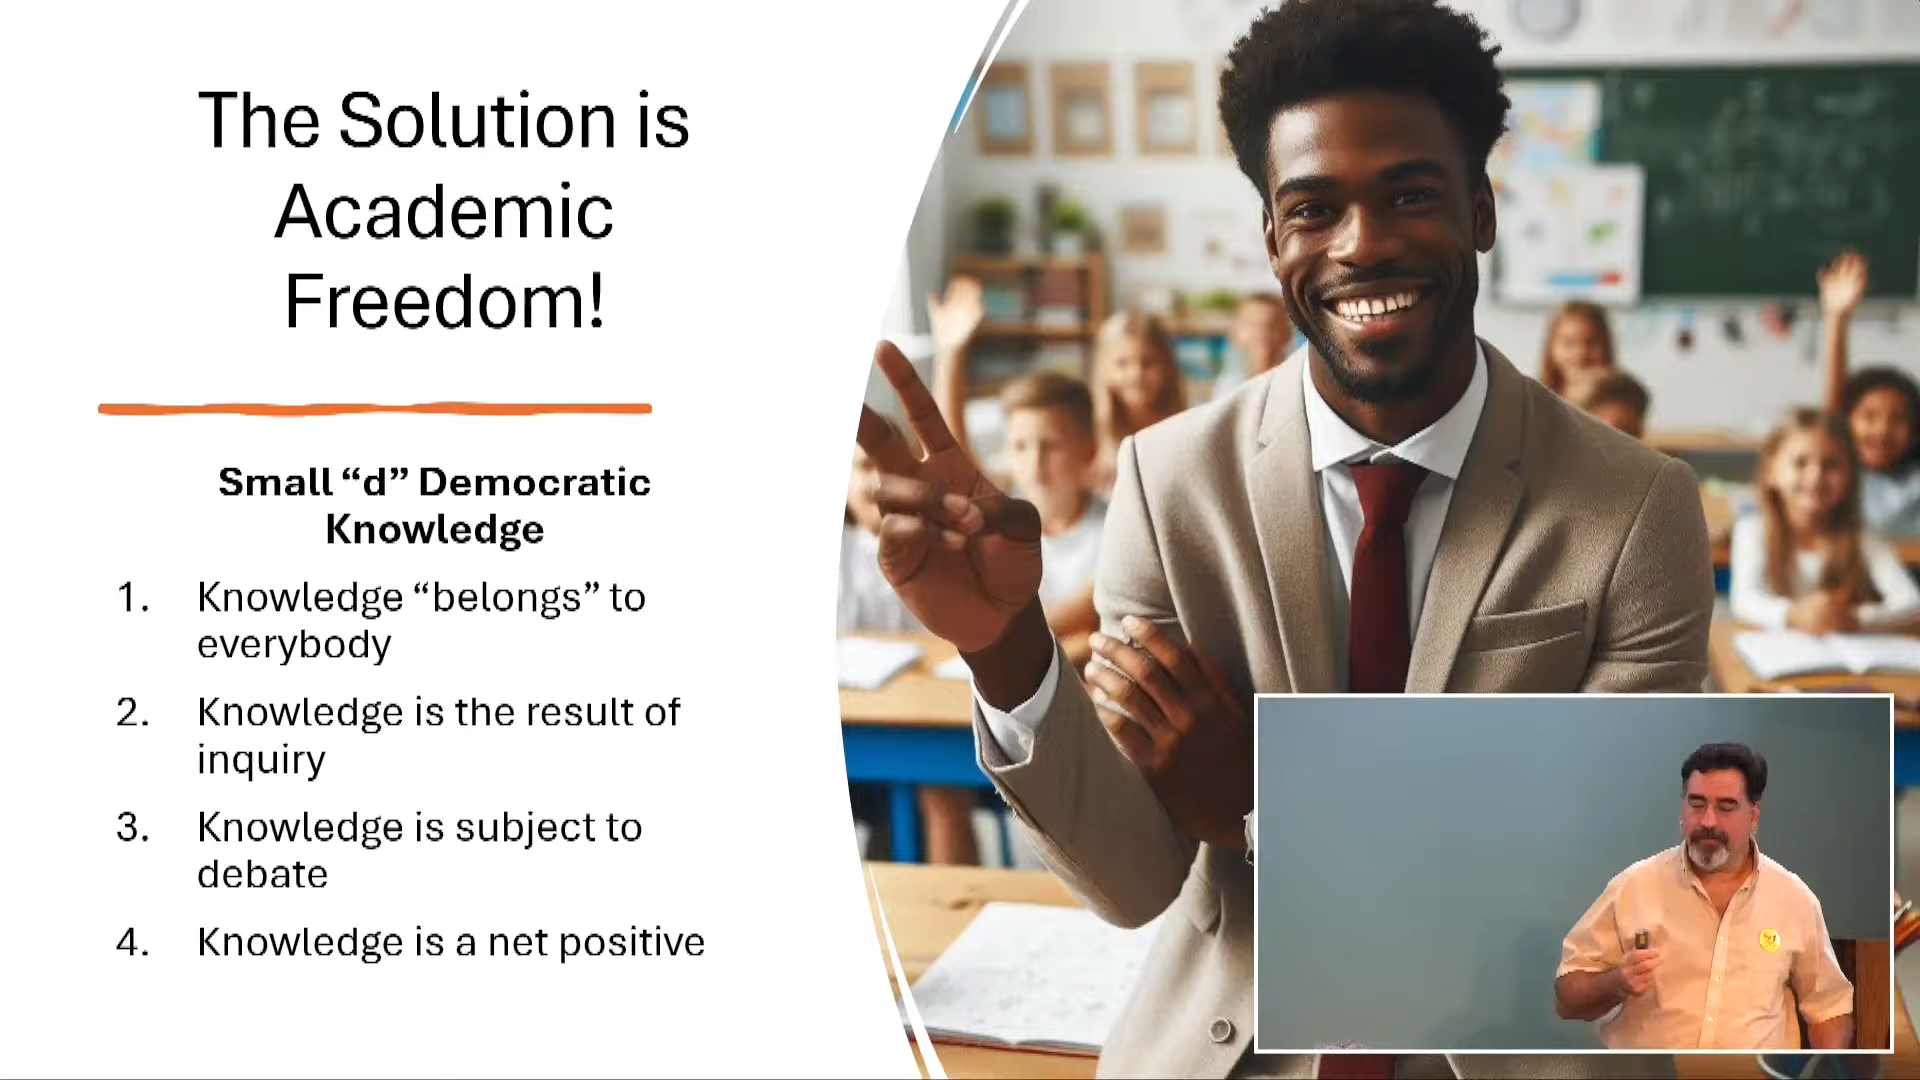 The Solution is
Academic
Freedom!
Small “d” Democratic
Knowledge
1. Knowledge “belongs” to
everybody
2. Knowledge is the result of
inquiry
3. Knowledge is subject to
debate
4. Knowledge is a net positive